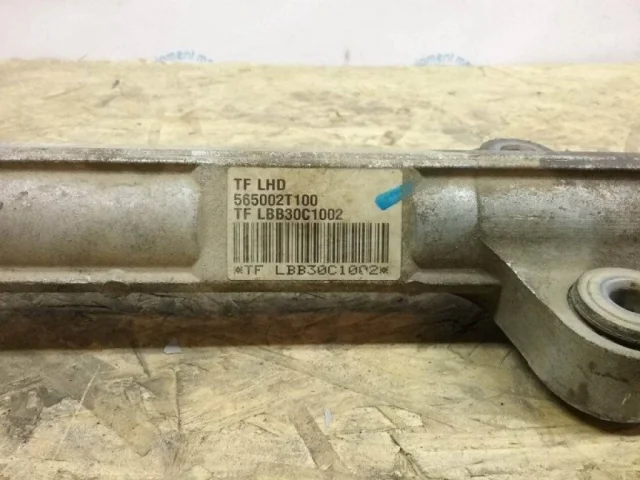 TF LHD
565002T100
TF LBB30C1002
*TF LBB30C1002*